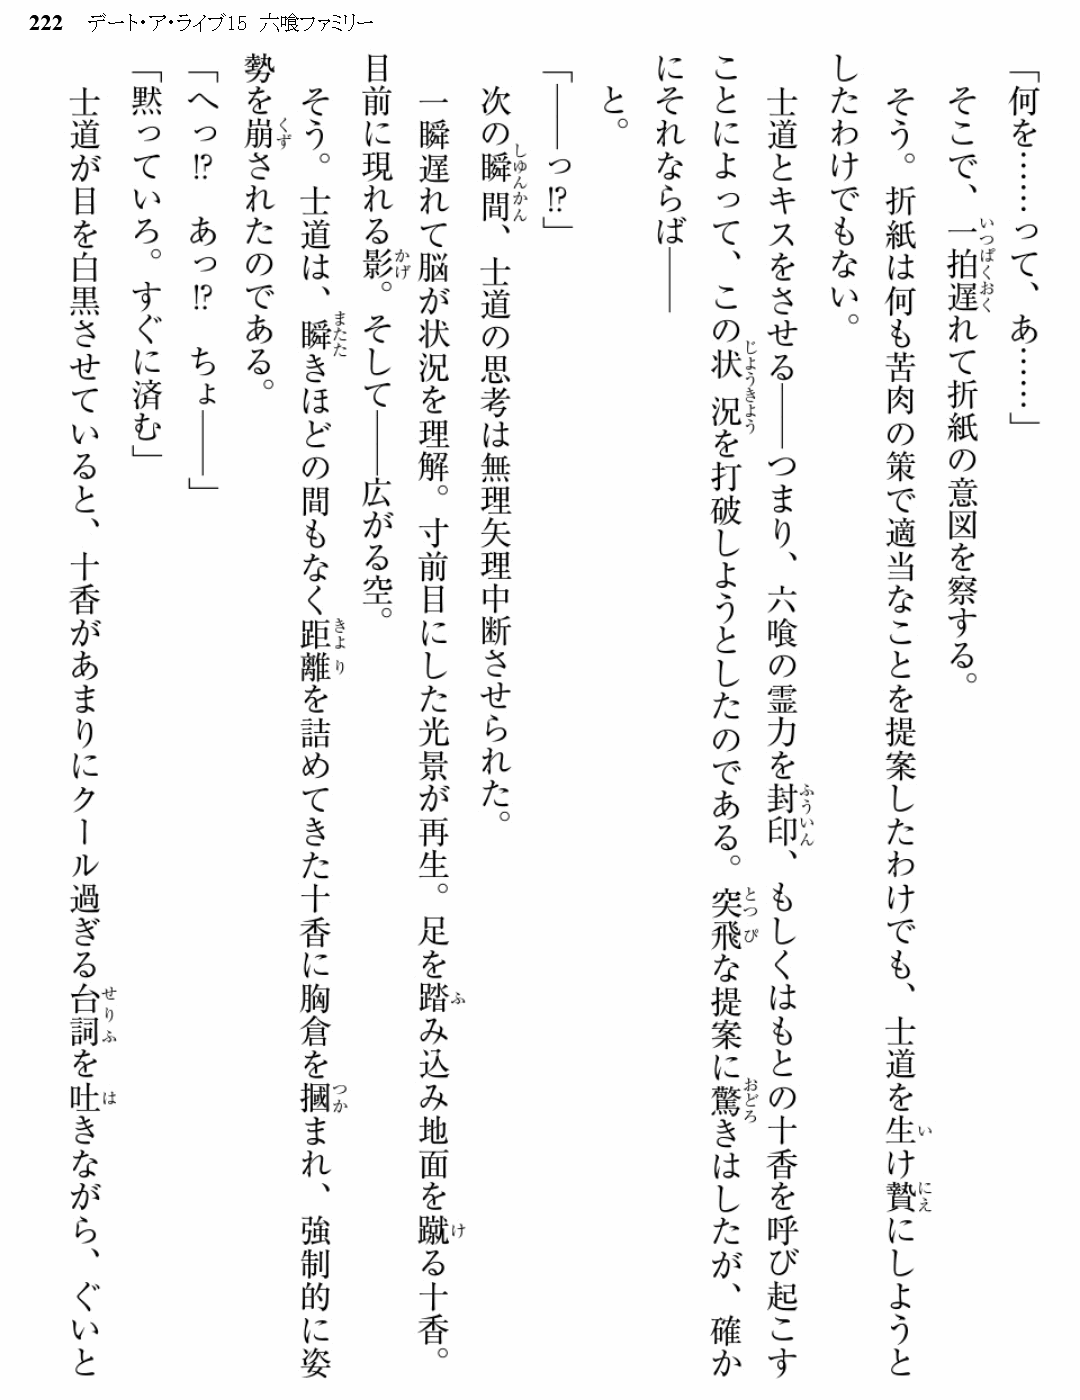 222 デート・ア・ライブ15 六喰ファミリー
「何を……って、あ……」
　そこで、一拍遅れて折紙の意図を察する。
　そう。折紙は何も苦肉の策で適当なことを提案したわけでも、士道を生け贄にしようと
したわけでもない。
　士道とキスをさせる——つまり、六喰の霊力を封印、もしくはもとの十香を呼び起こす
ことによって、この状況を打破しようとしたのである。突飛な提案に驚きはしたが、確か
にそれならば——
　と。
「——っ!?」
　次の瞬間、士道の思考は無理矢理中断させられた。
　一瞬遅れて脳が状況を理解。寸前目にした光景が再生。足を踏み込み地面を蹴る十香。
目前に現れる影。そして——広がる空。
　そう。士道は、瞬きほどの間もなく距離を詰めてきた十香に胸倉を摑まれ、強制的に姿
勢を崩されたのである。
「へっ!?　あっ!?　ちょ——」
「黙っていろ。すぐに済む」
　士道が目を白黒させていると、十香があまりにクール過ぎる台詞を吐きながら、ぐいと